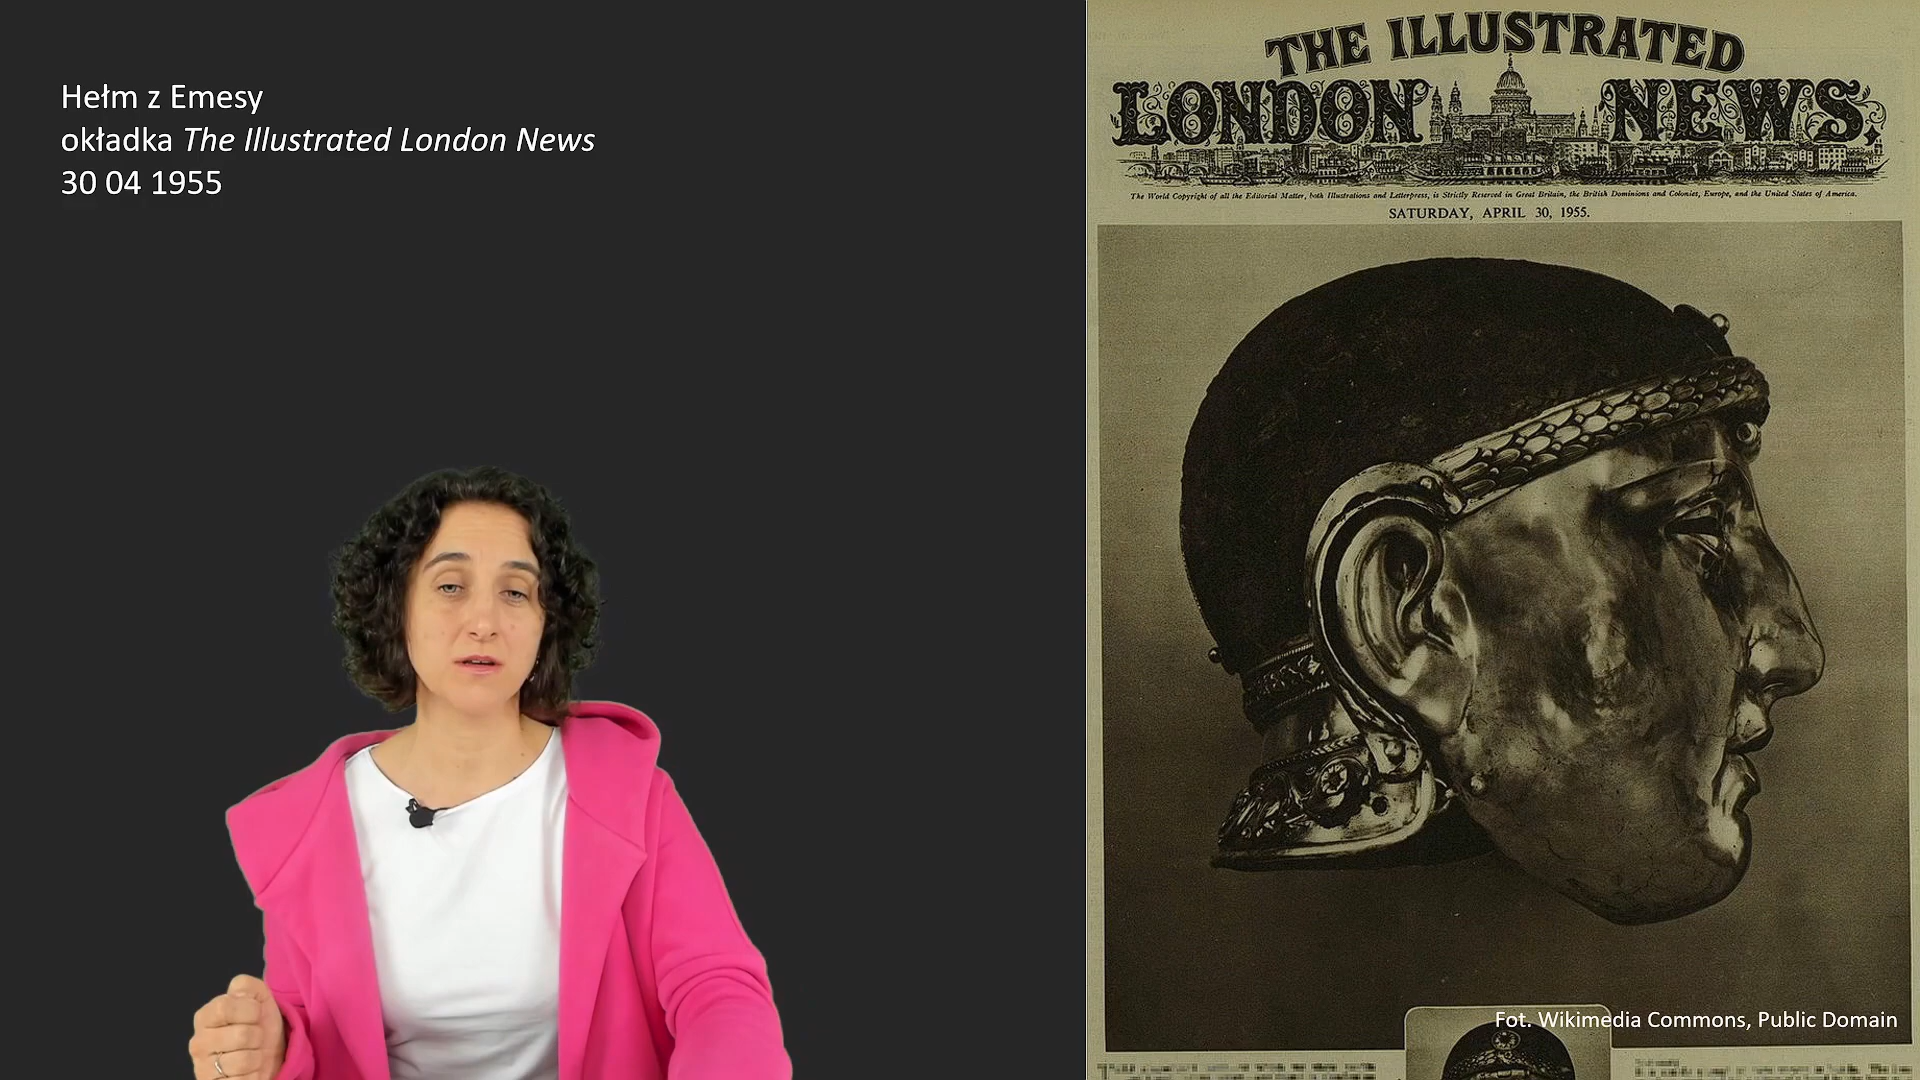 Hełm z Emesy
okładka The Illustrated London News
30 04 1955
THE ILLUSTRATED
LONDON NEWS,
The World Copyright of all the Editorial Matter, both Illustrations and Letterpress, is Strictly Reserved in Great Britain, the British Dominions and Colonies, Europe, and the United States of America.
SATURDAY, APRIL 30, 1955.
Fot. Wikimedia Commons, Public Domain